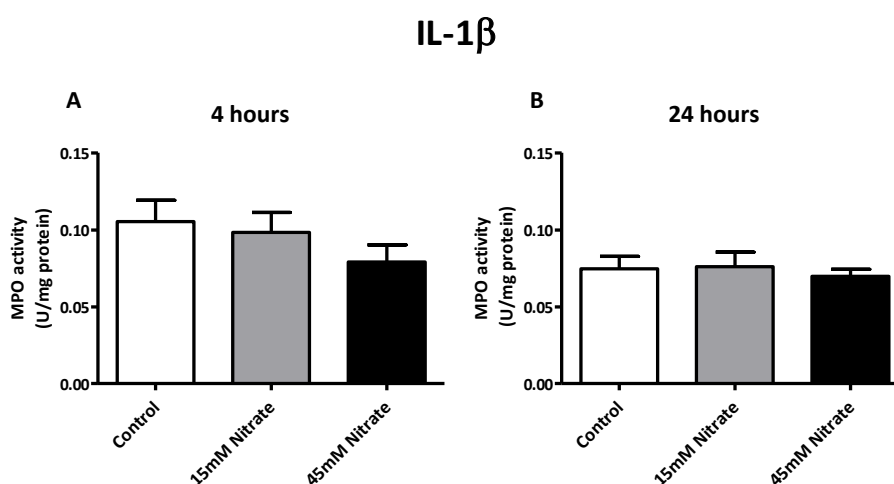 IL-1β
A
4 hours
MPO activity
(U/mg protein)
0.15
0.10
0.05
0.00
Control
15mM Nitrate
45mM Nitrate
B
24 hours
MPO activity
(U/mg protein)
0.15
0.10
0.05
0.00
Control
15mM Nitrate
45mM Nitrate